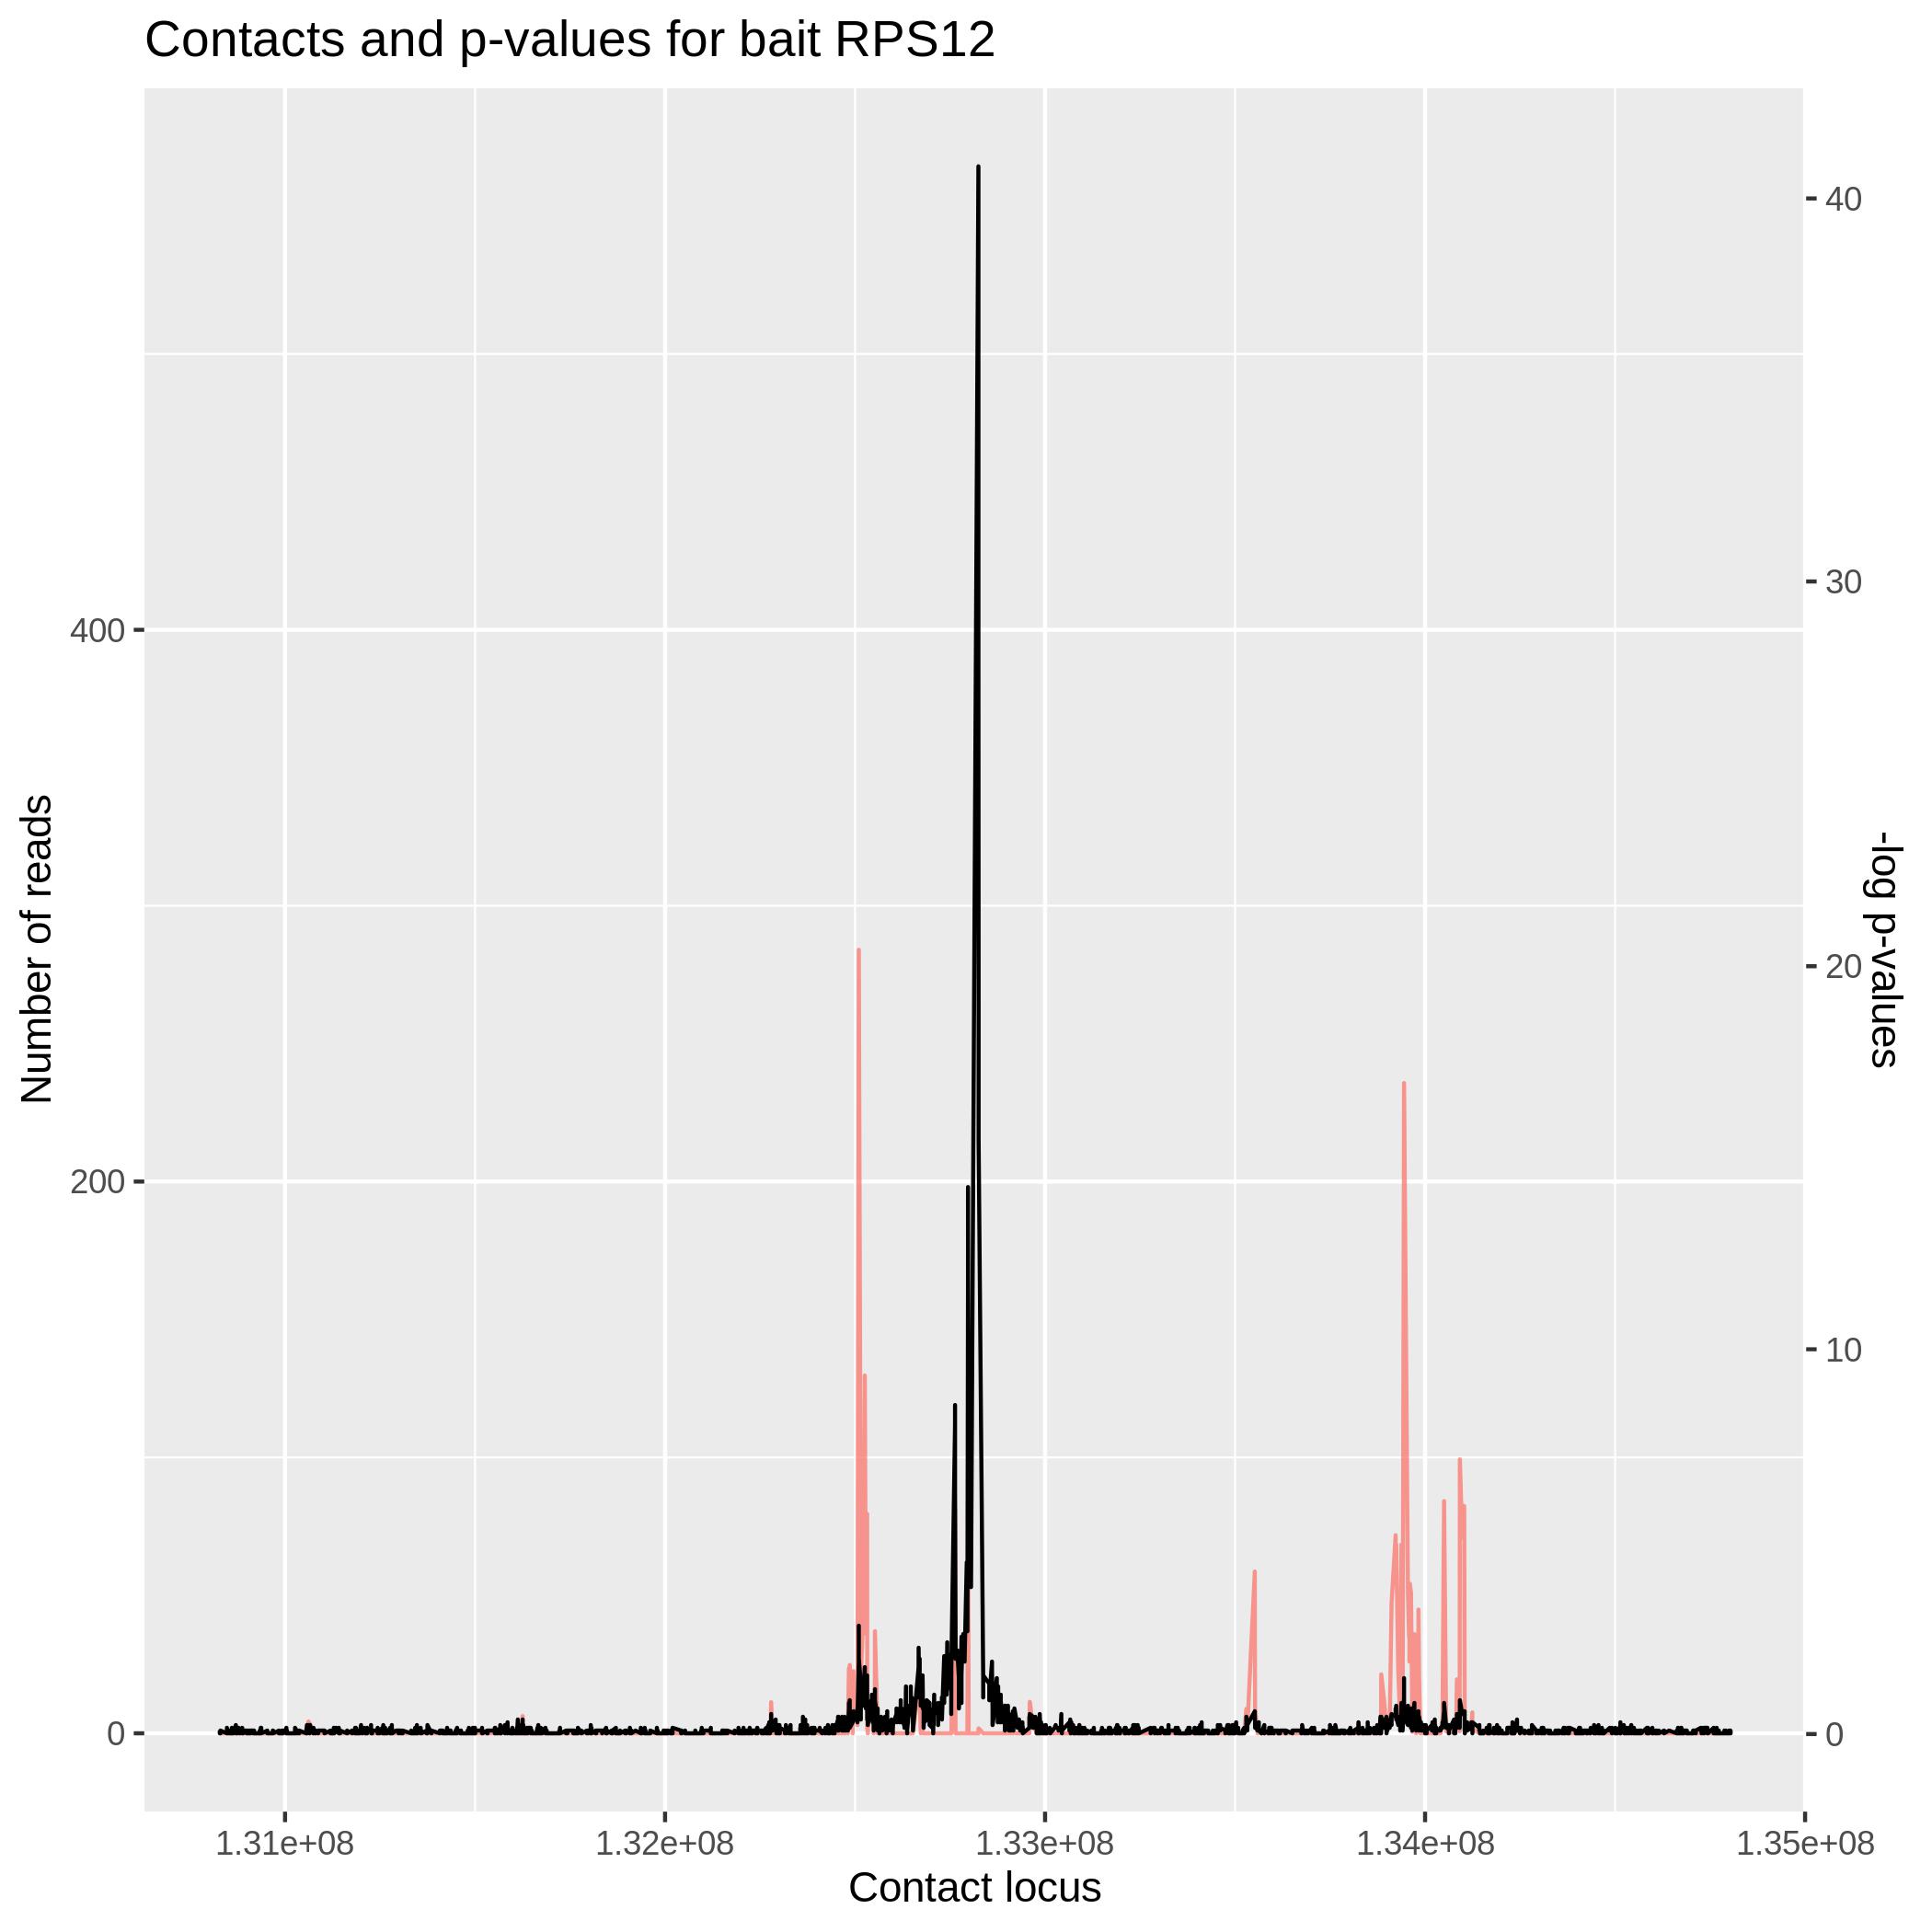 Contacts and p-values for bait RPS12
40
30
400
20
200
10
0
0
Number of reads
-log p-values
1.31e+08
1.32e+08
1.33e+08
1.34e+08
1.35e+08
Contact locus